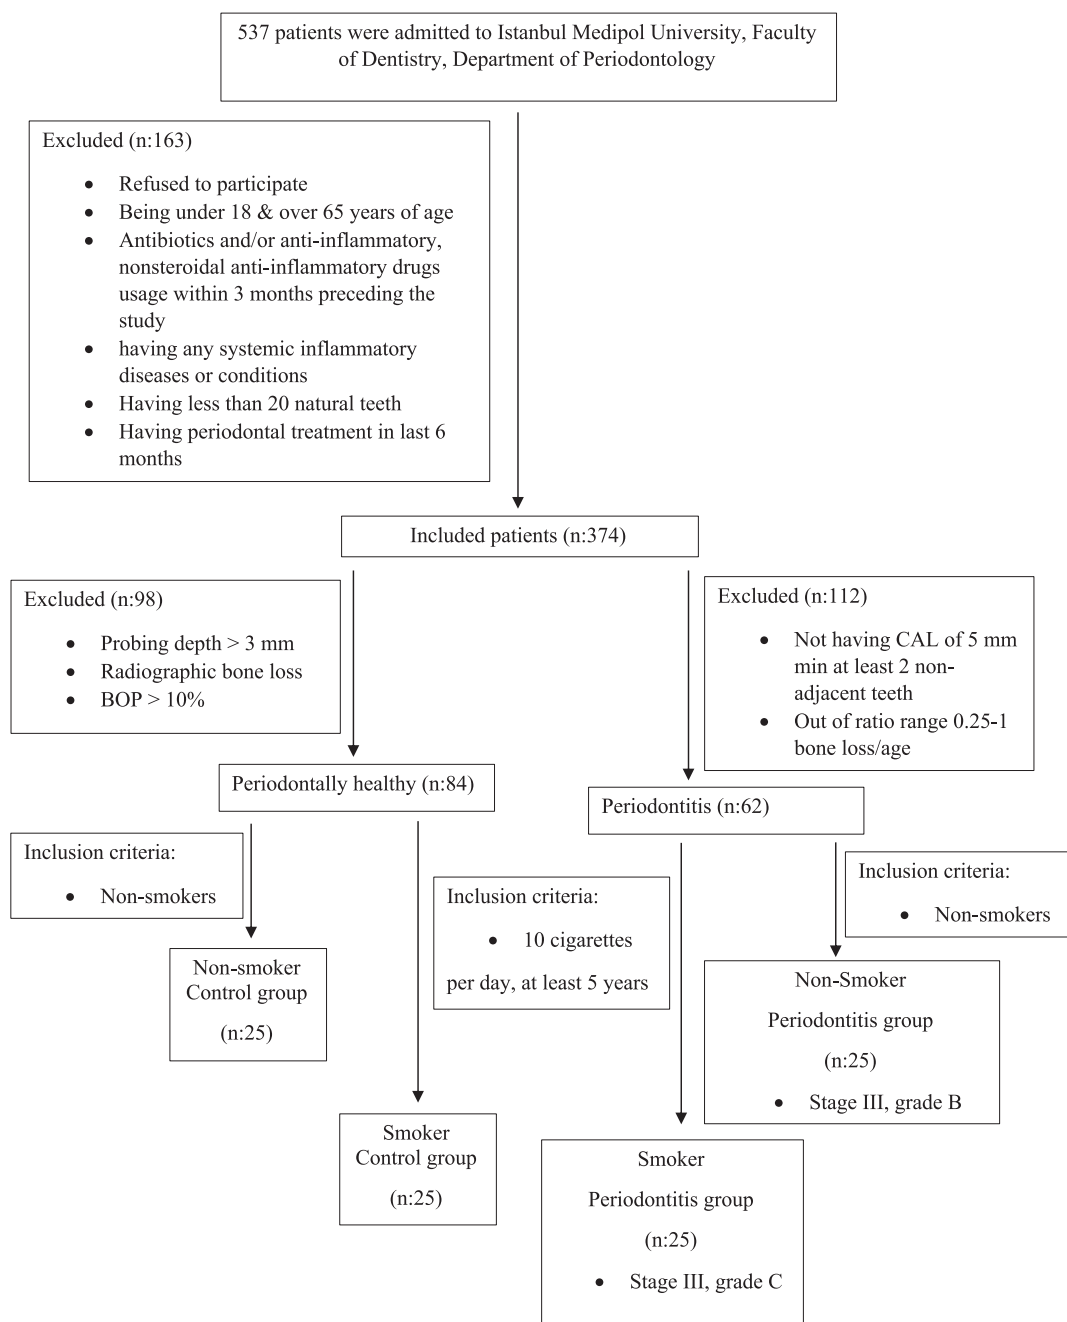 537 patients were admitted to Istanbul Medipol University, Faculty
of Dentistry, Department of Periodontology
Excluded (n:163)
• Refused to participate
• Being under 18 & over 65 years of age
• Antibiotics and/or anti-inflammatory,
nonsteroidal anti-inflammatory drugs
usage within 3 months preceding the
study
• having any systemic inflammatory
diseases or conditions
• Having less than 20 natural teeth
• Having periodontal treatment in last 6
months
Included patients (n:374)
Excluded (n:98)
• Probing depth > 3 mm
• Radiographic bone loss
• BOP > 10%
Excluded (n:112)
• Not having CAL of 5 mm
min at least 2 non-
adjacent teeth
• Out of ratio range 0.25-1
bone loss/age
Periodontally healthy (n:84)
Periodontitis (n:62)
Inclusion criteria:
• Non-smokers
Inclusion criteria:
• 10 cigarettes
per day, at least 5 years
Inclusion criteria:
• Non-smokers
Non-smoker
Control group
(n:25)
Non-Smoker
Periodontitis group
(n:25)
• Stage III, grade B
Smoker
Control group
(n:25)
Smoker
Periodontitis group
(n:25)
• Stage III, grade C